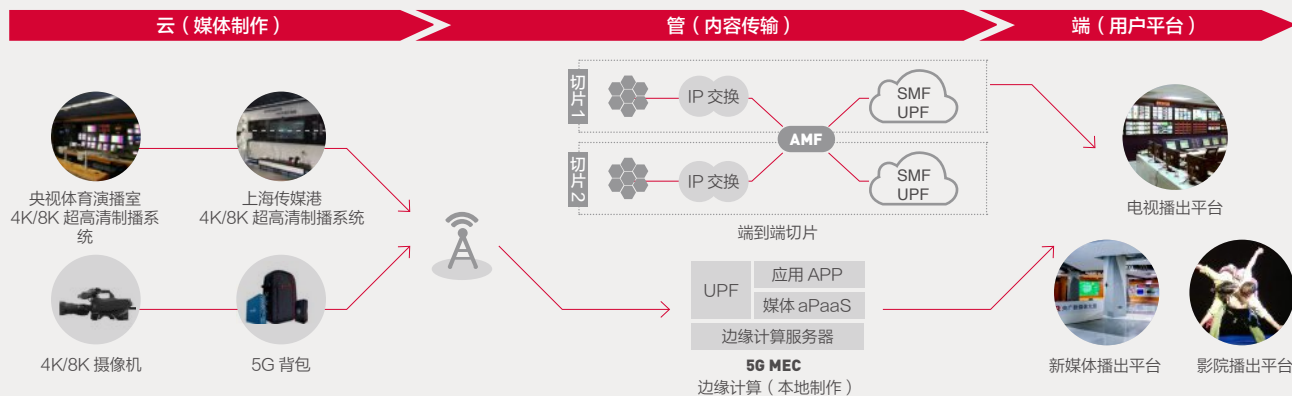 云（媒体制作）
管（内容传输）
端（用户平台）
央视体育演播室
4K/8K 超高清制播系
统
上海传媒港
4K/8K 超高清制播系统
4K/8K 摄像机
5G 背包
切片 1
IP 交换
SMF
UPF
AMF
切片 2
IP 交换
SMF
UPF
端到端切片
UPF
应用 APP
媒体 aPaaS
边缘计算服务器
5G MEC
边缘计算（本地制作）
电视播出平台
新媒体播出平台
影院播出平台